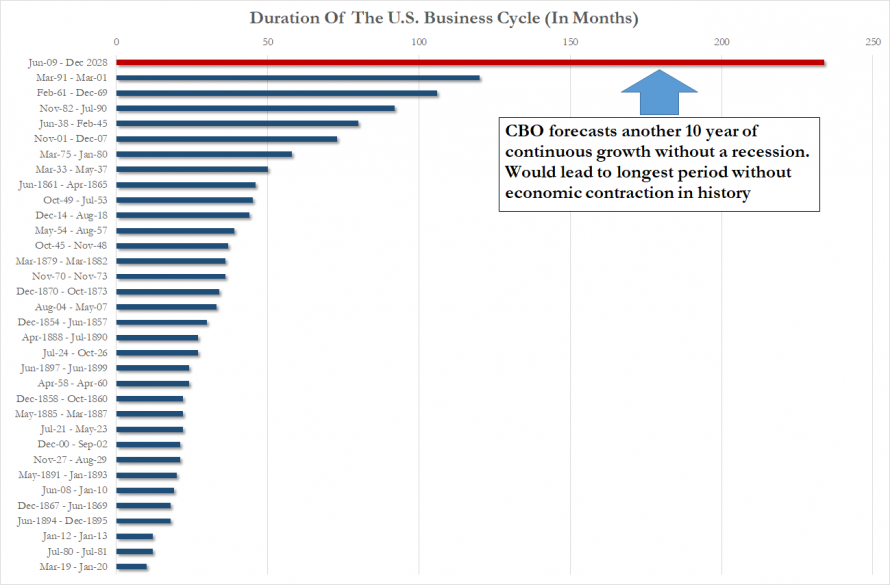 Duration Of The U.S. Business Cycle (In Months)
0 50 100 150 200 250
Jun-09 - Dec 2028
Mar-91 - Mar-01
Feb-61 - Dec-69
Nov-82 - Jul-90
Jun-38 - Feb-45
Nov-01 - Dec-07
Mar-75 - Jan-80
Mar-33 - May-37
Jun-1861 - Apr-1865
Oct-49 - Jul-53
Dec-14 - Aug-18
May-54 - Aug-57
Oct-45 - Nov-48
Mar-1879 - Mar-1882
Nov-70 - Nov-73
Dec-1870 - Oct-1873
Aug-04 - May-07
Dec-1854 - Jun-1857
Apr-1888 - Jul-1890
Jul-24 - Oct-26
Jun-1897 - Jun-1899
Apr-58 - Apr-60
Dec-1858 - Oct-1860
May-1885 - Mar-1887
Jul-21 - May-23
Dec-00 - Sep-02
Nov-27 - Aug-29
May-1891 - Jan-1893
Jun-08 - Jan-10
Dec-1867 - Jun-1869
Jun-1894 - Dec-1895
Jan-12 - Jan-13
Jul-80 - Jul-81
Mar-19 - Jan-20
CBO forecasts another 10 year of
continuous growth without a recession.
Would lead to longest period without
economic contraction in history